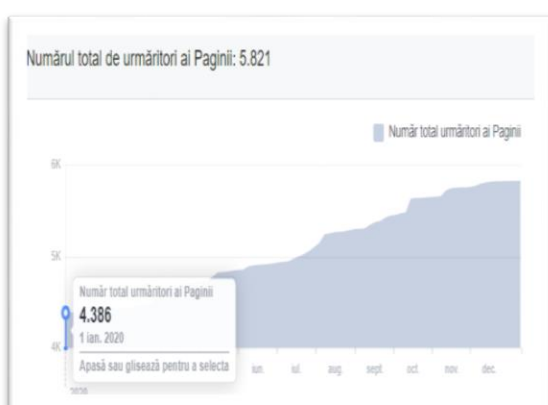 Numărul total de urmăritori ai Paginii: 5.821
Număr total urmăritori ai Paginii
6K
5K
Număr total urmăritori ai Paginii
4.386
1 ian. 2020
Apasă sau glisează pentru a selecta
4K
iun. iul. aug. sept. oct. nov. dec.
2020